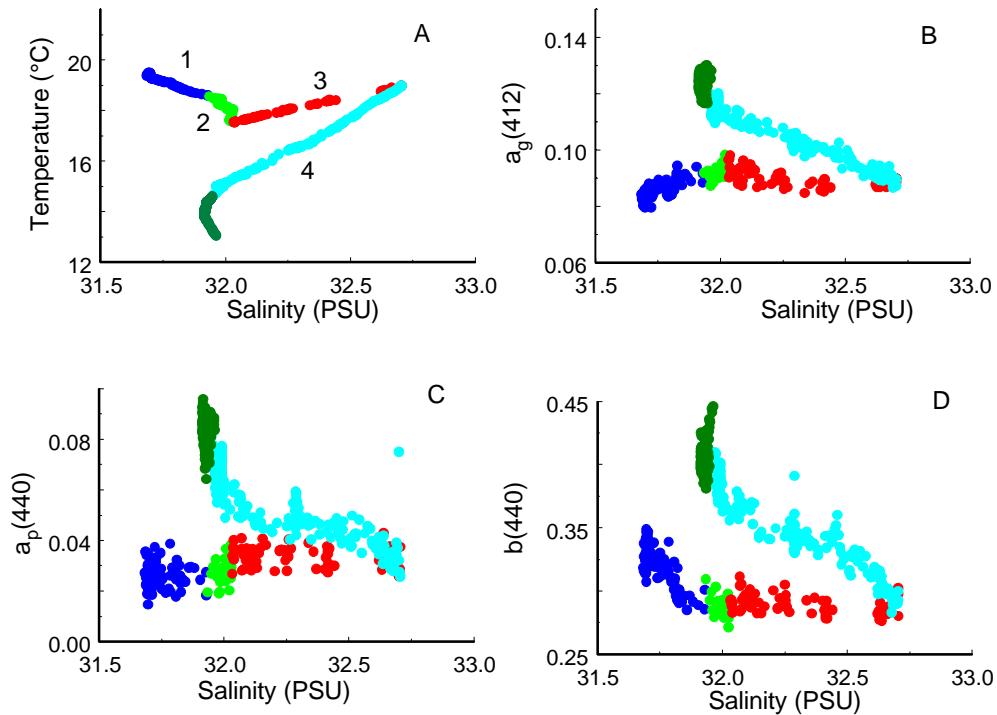 A
Temperature (°C)
20
18
16
14
12
1
2
3
4
31.5 32.0 32.5 33.0
Salinity (PSU)
B
a_g(412)
0.14
0.10
0.06
31.5 32.0 32.5 33.0
Salinity (PSU)
C
a_p(440)
0.08
0.04
0.00
31.5 32.0 32.5 33.0
Salinity (PSU)
D
b(440)
0.45
0.35
0.25
31.5 32.0 32.5 33.0
Salinity (PSU)